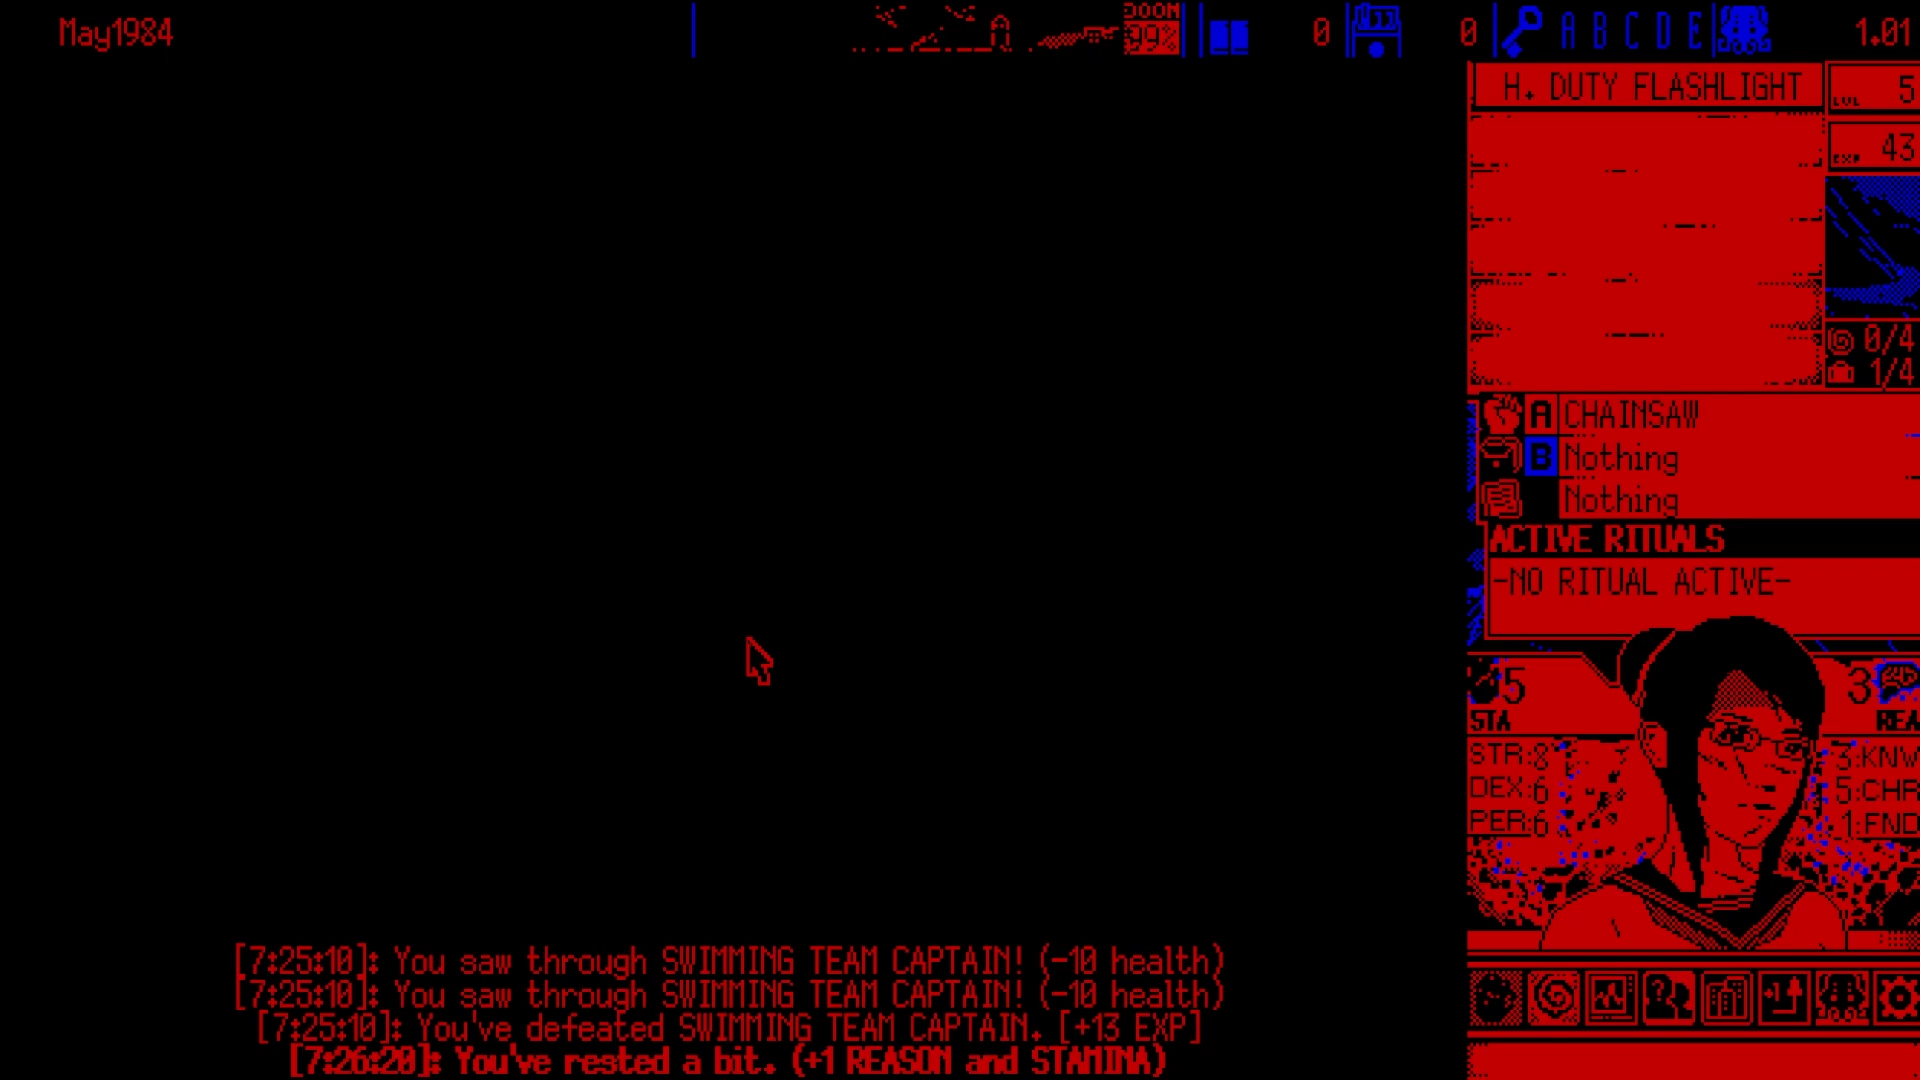 May1984
DOOM
99%
0
0
A B C D E
1.01
H. DUTY FLASHLIGHT
LVL 5
EXP 43
0/4
1/4
A CHAINSAW
B Nothing
Nothing
ACTIVE RITUALS
-NO RITUAL ACTIVE-
5
STA
3
REA
STR:8
DEX:6
PER:6
3:KNW
5:CHR
1:FND
[7:25:10]: You saw through SWIMMING TEAM CAPTAIN! (-10 health)
[7:25:10]: You saw through SWIMMING TEAM CAPTAIN! (-10 health)
[7:25:10]: You've defeated SWIMMING TEAM CAPTAIN. [+13 EXP]
[7:26:20]: You've rested a bit. (+1 REASON and STAMINA)